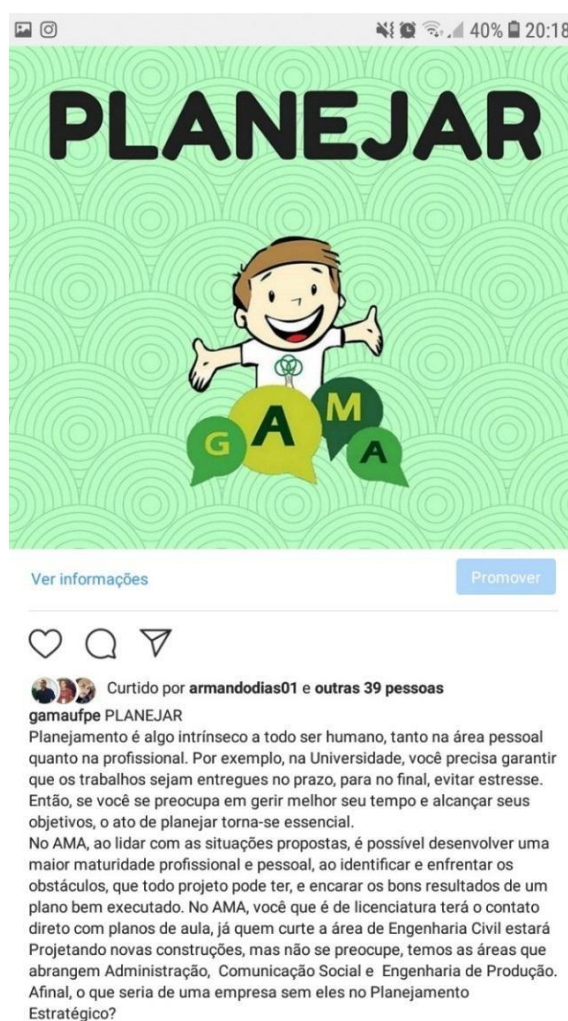 40% 20:18
PLANEJAR
G A M A
Ver informações
Promover
Curtido por armandodias01 e outras 39 pessoas
gamaufpe PLANEJAR
Planejamento é algo intrínseco a todo ser humano, tanto na área pessoal
quanto na profissional. Por exemplo, na Universidade, você precisa garantir
que os trabalhos sejam entregues no prazo, para no final, evitar estresse.
Então, se você se preocupa em gerir melhor seu tempo e alcançar seus
objetivos, o ato de planejar torna-se essencial.
No AMA, ao lidar com as situações propostas, é possível desenvolver uma
maior maturidade profissional e pessoal, ao identificar e enfrentar os
obstáculos, que todo projeto pode ter, e encarar os bons resultados de um
plano bem executado. No AMA, você que é de licenciatura terá o contato
direto com planos de aula, já quem curte a área de Engenharia Civil estará
Projetando novas construções, mas não se preocupe, temos as áreas que
abrangem Administração, Comunicação Social e Engenharia de Produção.
Afinal, o que seria de uma empresa sem eles no Planejamento
Estratégico?